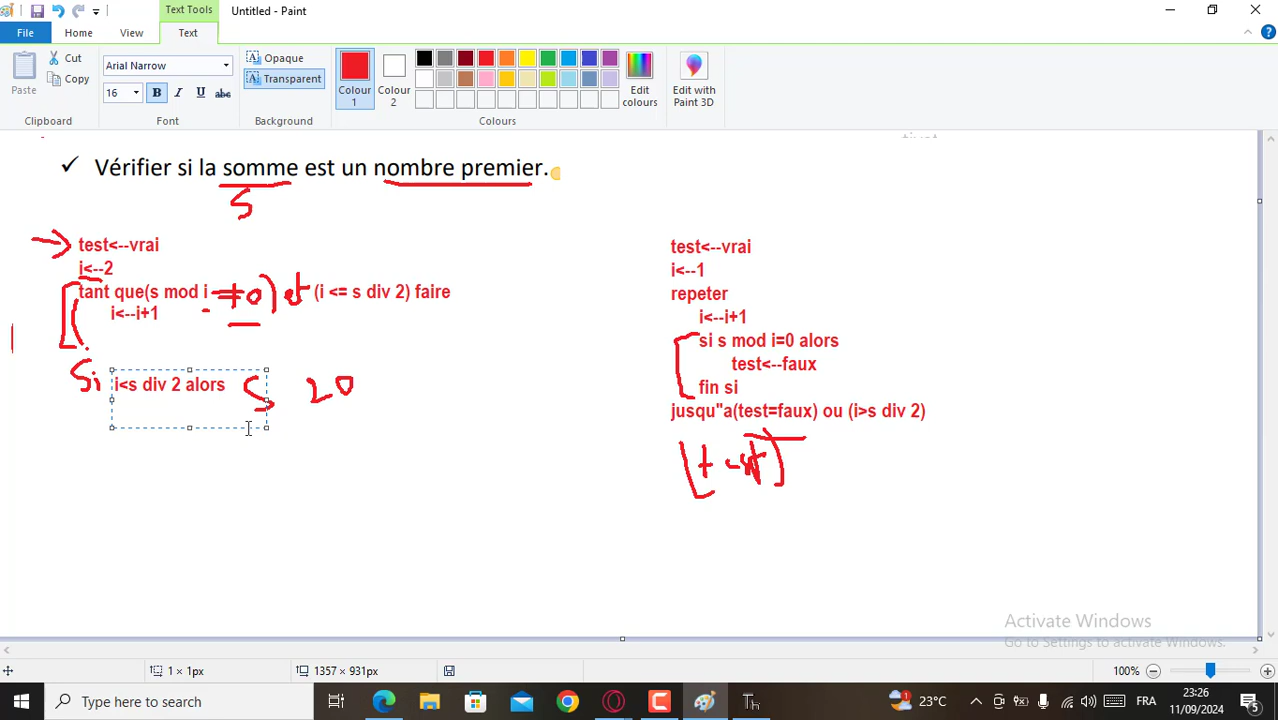 Text Tools
Untitled - Paint
File
Home
View
Text
Paste
Cut
Copy
Clipboard
Arial Narrow
16
B I U abc
Font
Opaque
Transparent
Background
Colour 1
Colour 2
Edit colours
Colours
Edit with Paint 3D
✓ Vérifier si la somme est un nombre premier.
S
test<--vrai
i<--2
tant que(s mod i ≠0) et (i <= s div 2) faire
i<--i+1
Si i<s div 2 alors S 20
test<--vrai
i<--1
repeter
i<--i+1
si s mod i=0 alors
test<--faux
fin si
jusqu"a(test=faux) ou (i>s div 2)
Activate Windows
Go to Settings to activate Windows.
1 × 1px
1357 × 931px
100%
Type here to search
1
23°C
FRA
23:26
11/09/2024
5